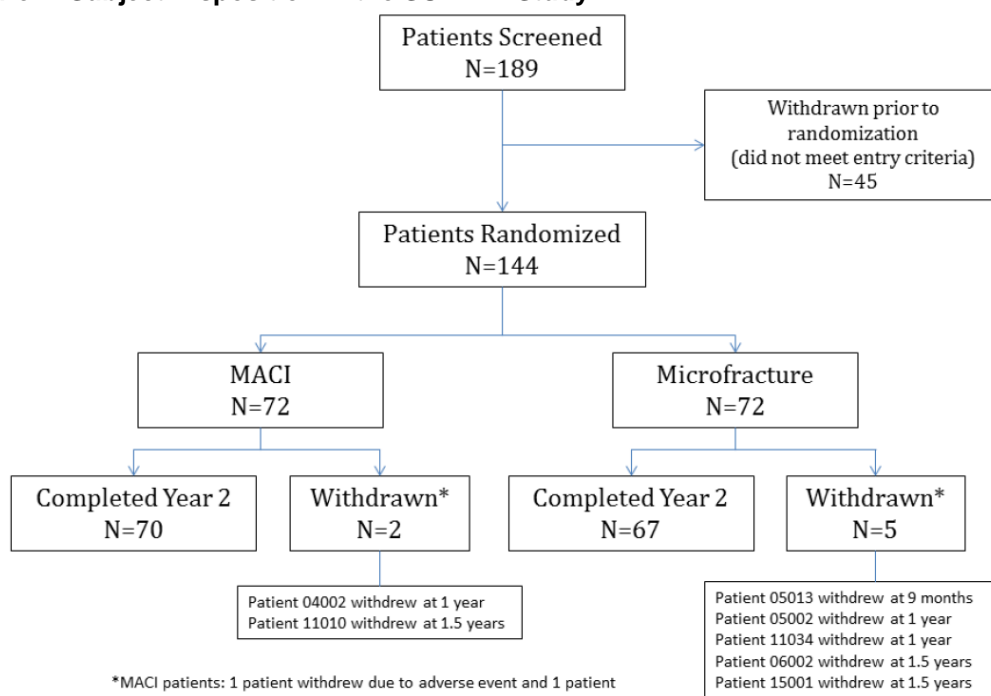 Patients Screened
N=189
Withdrawn prior to
randomization
(did not meet entry criteria)
N=45
Patients Randomized
N=144
MACI
N=72
Microfracture
N=72
Completed Year 2
N=70
Withdrawn*
N=2
Completed Year 2
N=67
Withdrawn*
N=5
Patient 04002 withdrew at 1 year
Patient 11010 withdrew at 1.5 years
Patient 05013 withdrew at 9 months
Patient 05002 withdrew at 1 year
Patient 11034 withdrew at 1 year
Patient 06002 withdrew at 1.5 years
Patient 15001 withdrew at 1.5 years
*MACI patients: 1 patient withdrew due to adverse event and 1 patient